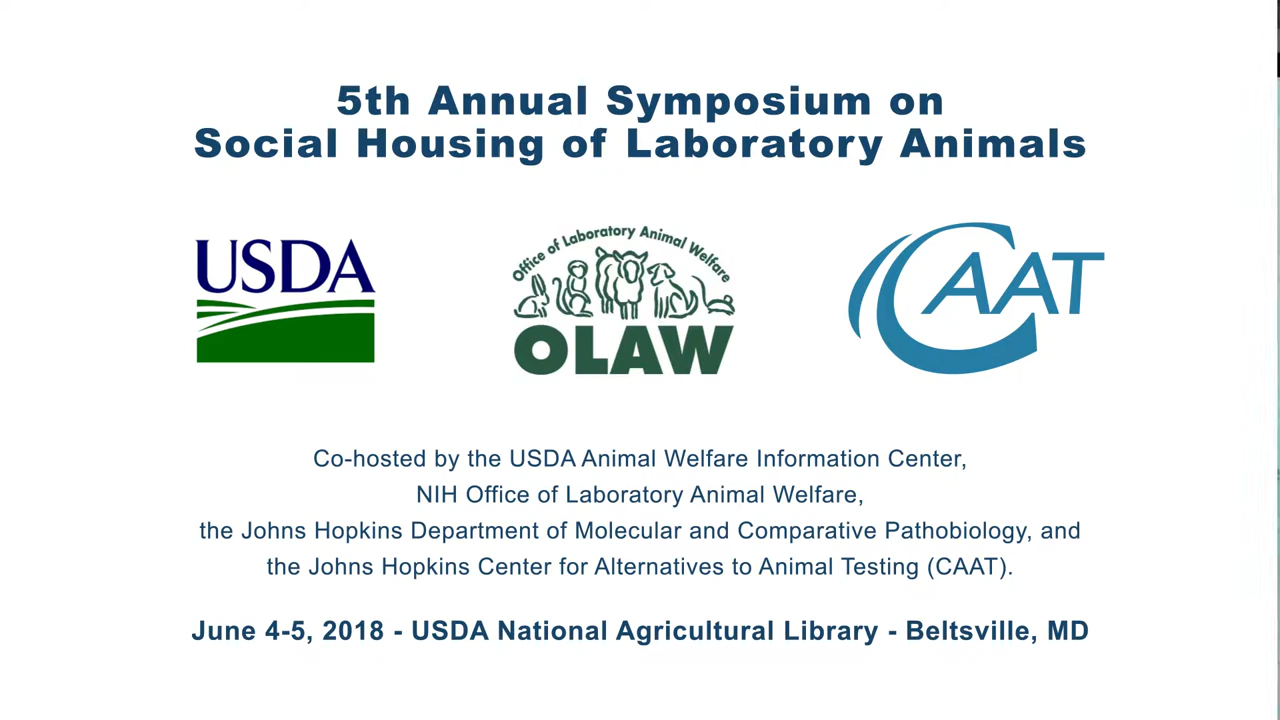 5th Annual Symposium on
Social Housing of Laboratory Animals
USDA
Office of Laboratory Animal Welfare
OLAW
CAAT
Co-hosted by the USDA Animal Welfare Information Center,
NIH Office of Laboratory Animal Welfare,
the Johns Hopkins Department of Molecular and Comparative Pathobiology, and
the Johns Hopkins Center for Alternatives to Animal Testing (CAAT).
June 4-5, 2018 - USDA National Agricultural Library - Beltsville, MD